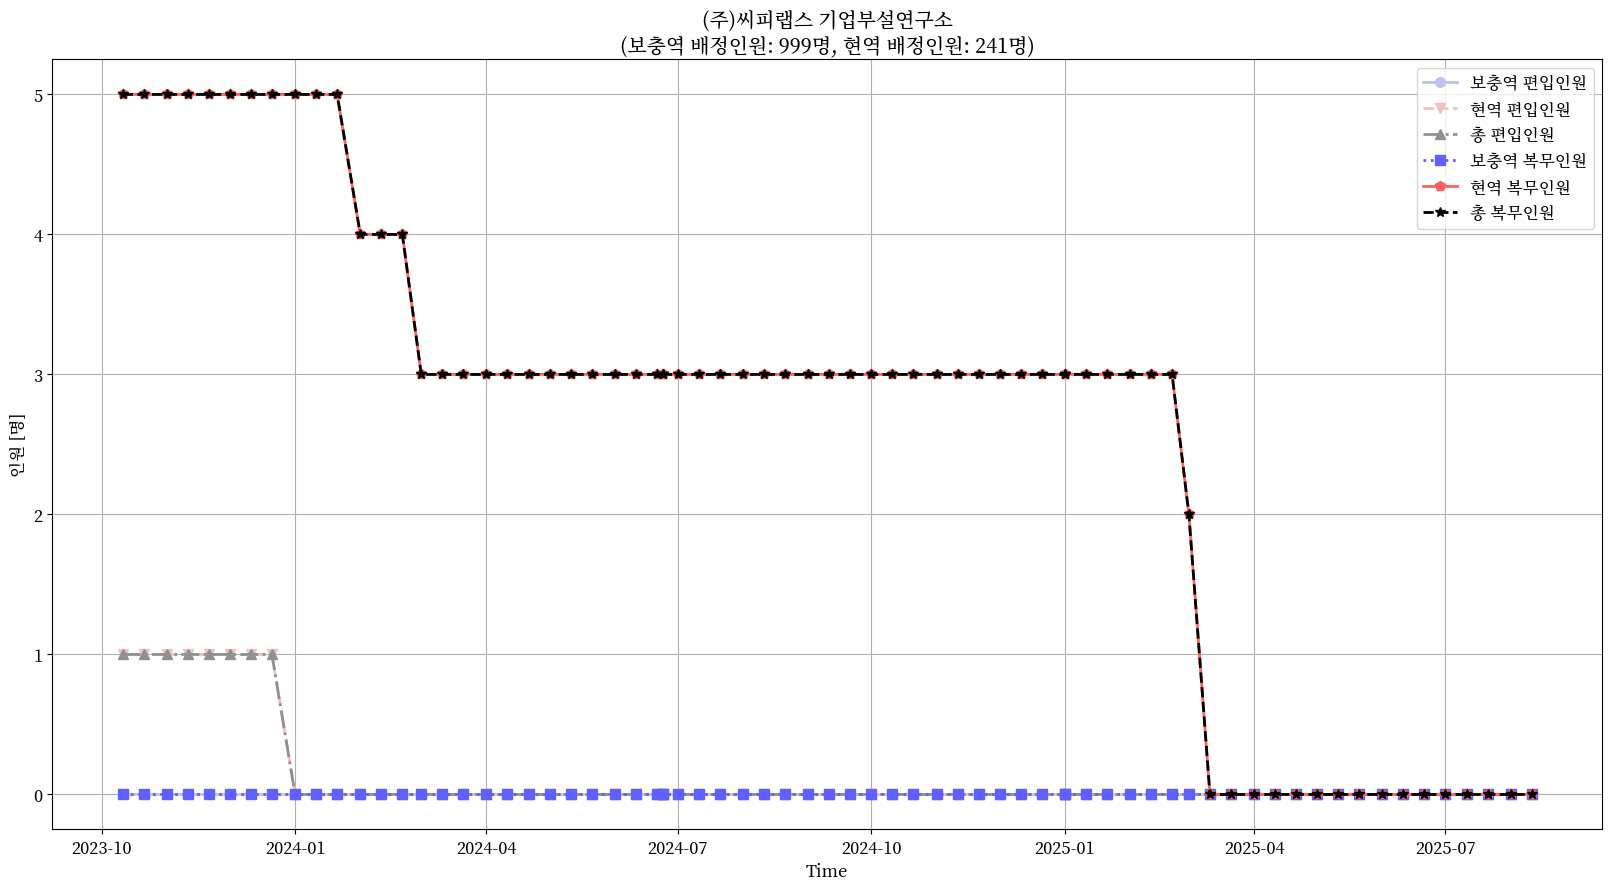 (주)씨피랩스 기업부설연구소
(보충역 배정인원: 999명, 현역 배정인원: 241명)
보충역 편입인원
현역 편입인원
총 편입인원
보충역 복무인원
현역 복무인원
총 복무인원
인원 [명]
5
4
3
2
1
0
2023-10
2024-01
2024-04
2024-07
2024-10
2025-01
2025-04
2025-07
Time